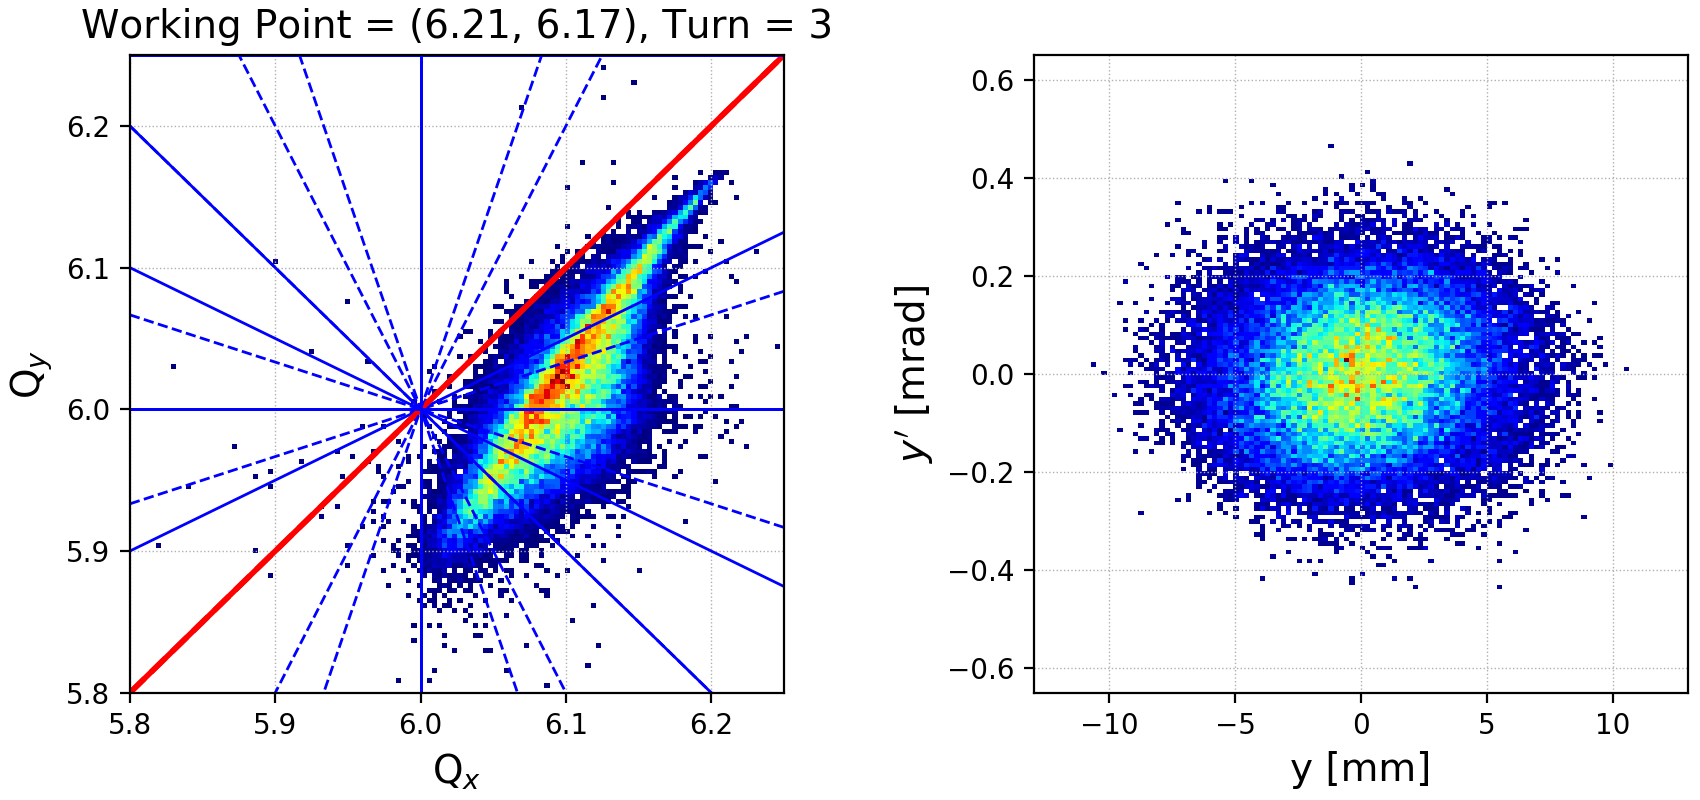 Working Point = (6.21, 6.17), Turn = 3
6.2
6.1
6.0
5.9
5.8
Q_y
5.8 5.9 6.0 6.1 6.2
Q_x
0.6
0.4
0.2
0.0
−0.2
−0.4
−0.6
y′ [mrad]
−10 −5 0 5 10
y [mm]